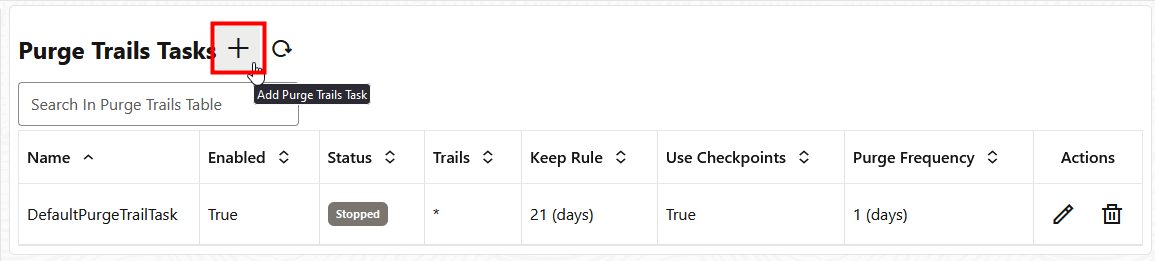 Purge Trails Tasks
Add Purge Trails Task
Search In Purge Trails Table
Name Enabled Status Trails Keep Rule Use Checkpoints Purge Frequency Actions
DefaultPurgeTrailTask True Stopped * 21 (days) True 1 (days)